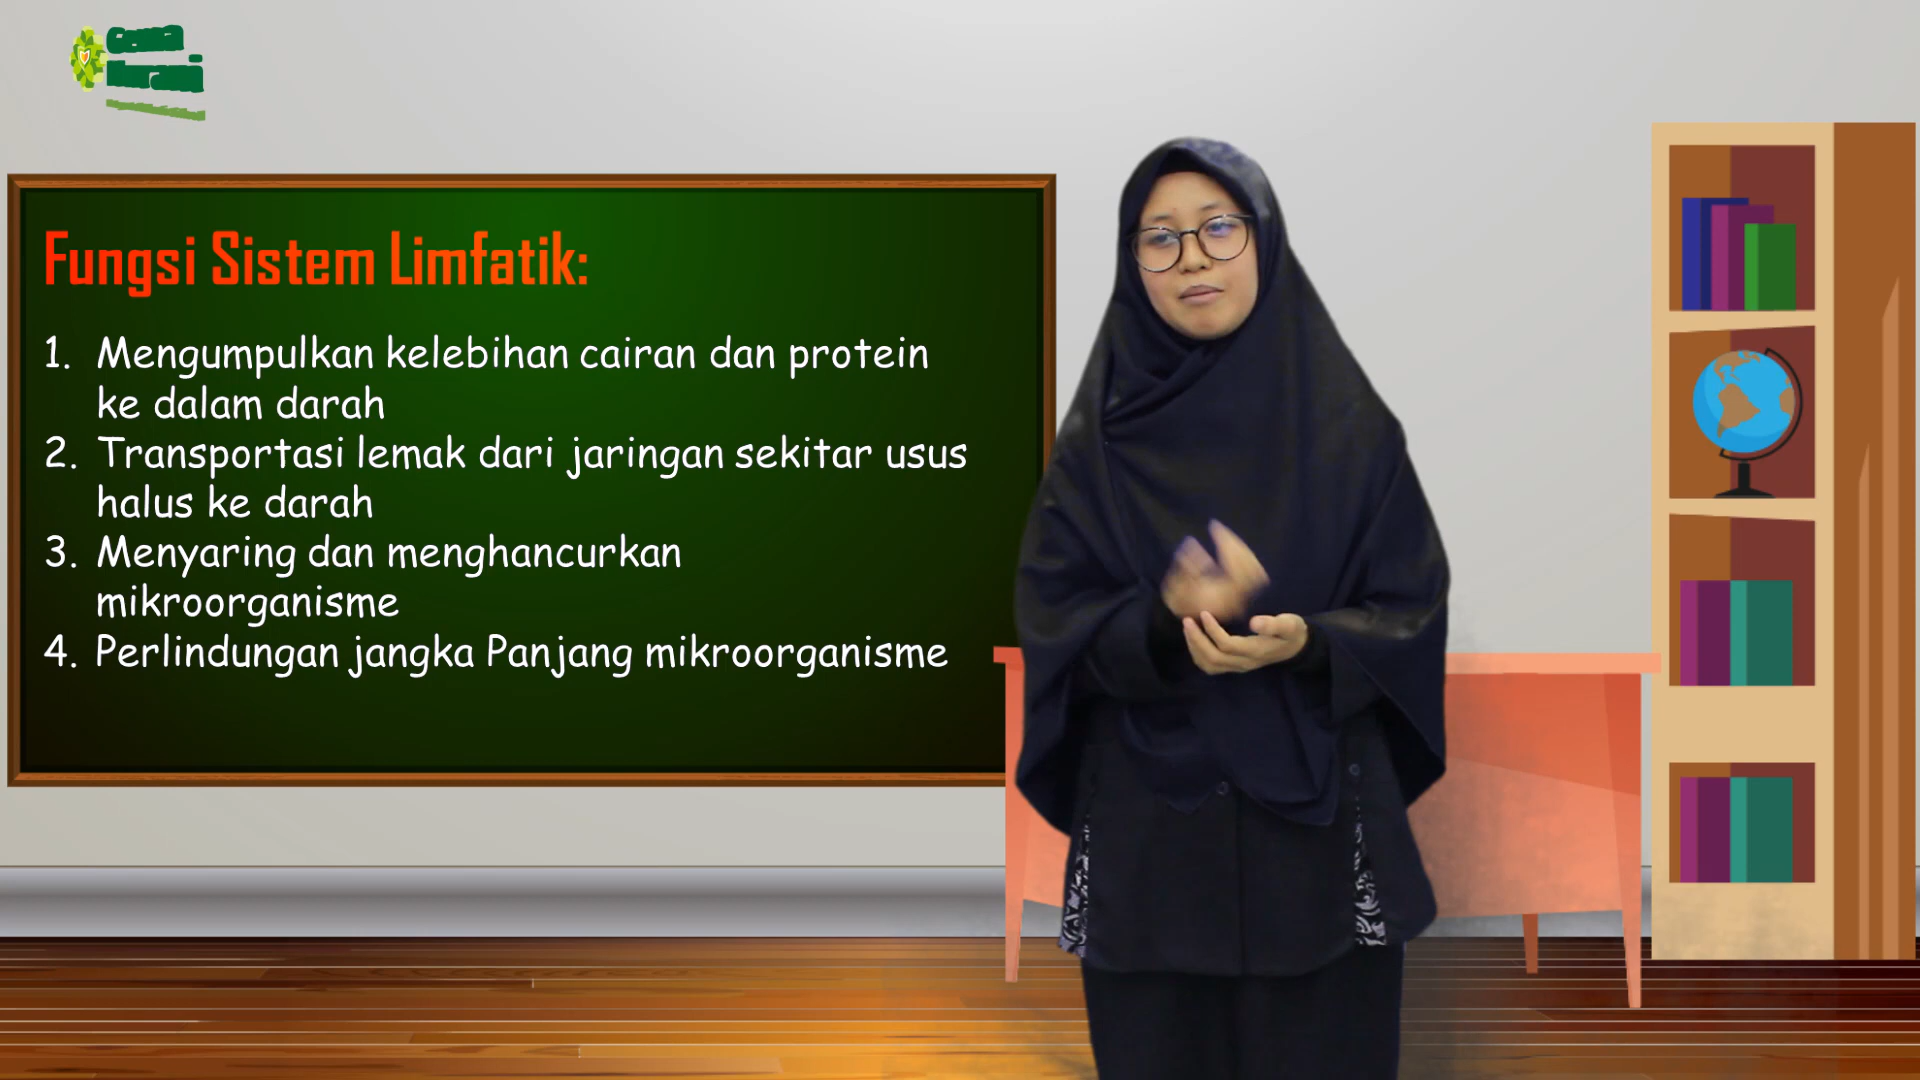 Fungsi Sistem Limfatik:
1. Mengumpulkan kelebihan cairan dan protein
ke dalam darah
2. Transportasi lemak dari jaringan sekitar usus
halus ke darah
3. Menyaring dan menghancurkan
mikroorganisme
4. Perlindungan jangka Panjang mikroorganisme